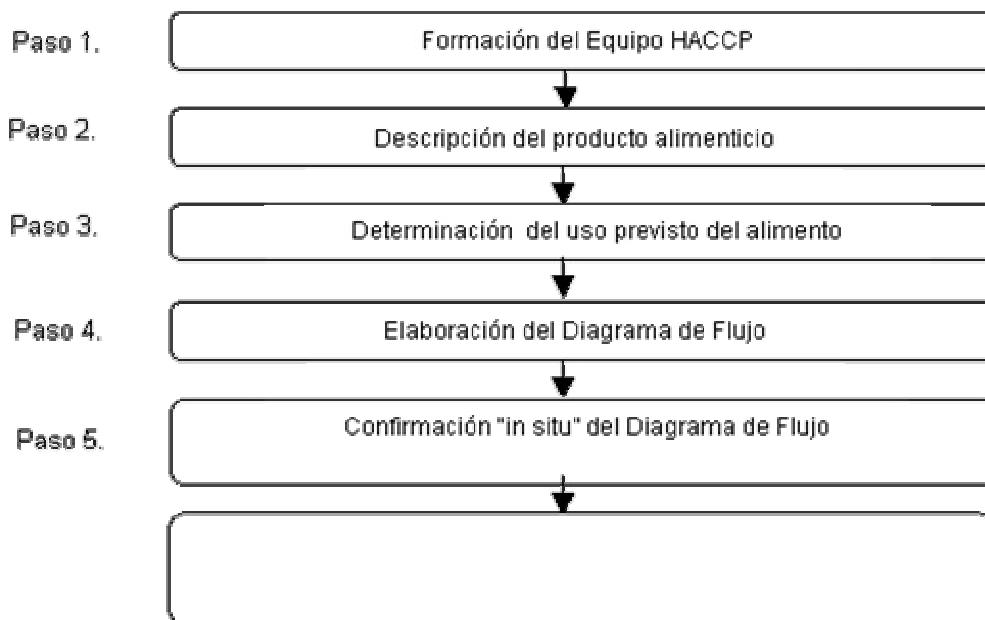 Paso 1.
Formación del Equipo HACCP
Paso 2.
Descripción del producto alimenticio
Paso 3.
Determinación del uso previsto del alimento
Paso 4.
Elaboración del Diagrama de Flujo
Paso 5.
Confirmación "in situ" del Diagrama de Flujo